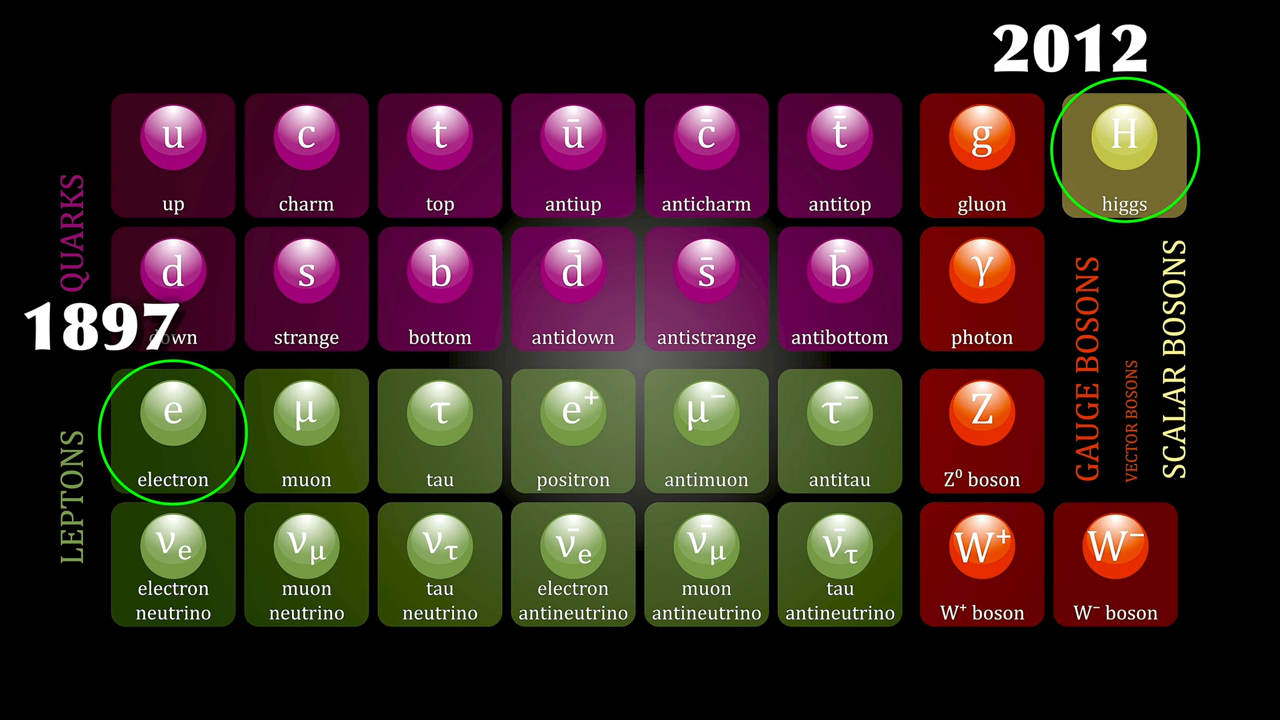 2012
u
c
t
ū
c̄
t̄
g
H
up
charm
top
antiup
anticharm
antitop
gluon
higgs
QUARKS
d
s
b
d̄
s̄
b̄
γ
down
strange
bottom
antidown
antistrange
antibottom
photon
1897
GAUGE BOSONS
VECTOR BOSONS
SCALAR BOSONS
LEPTONS
e
μ
τ
e⁺
μ⁻
τ⁻
Z
electron
muon
tau
positron
antimuon
antitau
Z⁰ boson
νe
νμ
ντ
ν̄e
ν̄μ
ν̄τ
W⁺
W⁻
electron
neutrino
muon
neutrino
tau
neutrino
electron
antineutrino
muon
antineutrino
tau
antineutrino
W⁺ boson
W⁻ boson